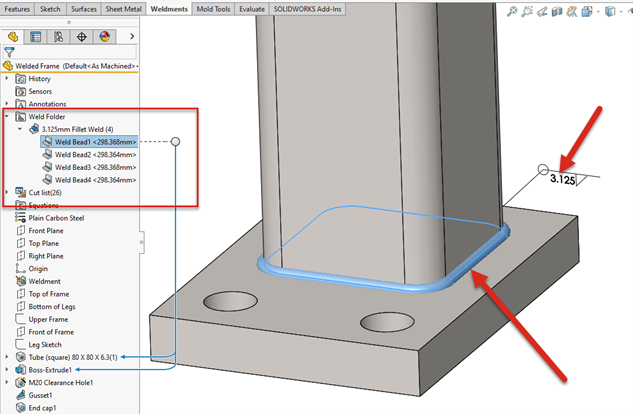 Features Sketch Surfaces Sheet Metal Weldments Mold Tools Evaluate SOLIDWORKS Add-Ins
Welded Frame (Default<As Machined><
History
Sensors
Annotations
Weld Folder
3.125mm Fillet Weld (4)
Weld Bead1 <298.368mm>
Weld Bead2 <298.364mm>
Weld Bead3 <298.368mm>
Weld Bead4 <298.364mm>
Cut list(26)
Equations
Plain Carbon Steel
Front Plane
Top Plane
Right Plane
Origin
Weldment
Top of Frame
Bottom of Legs
Upper Frame
Front of Frame
Leg Sketch
Tube (square) 80 X 80 X 6.3(1)
Boss-Extrude1
M20 Clearance Hole1
Gusset1
End cap1
3.125